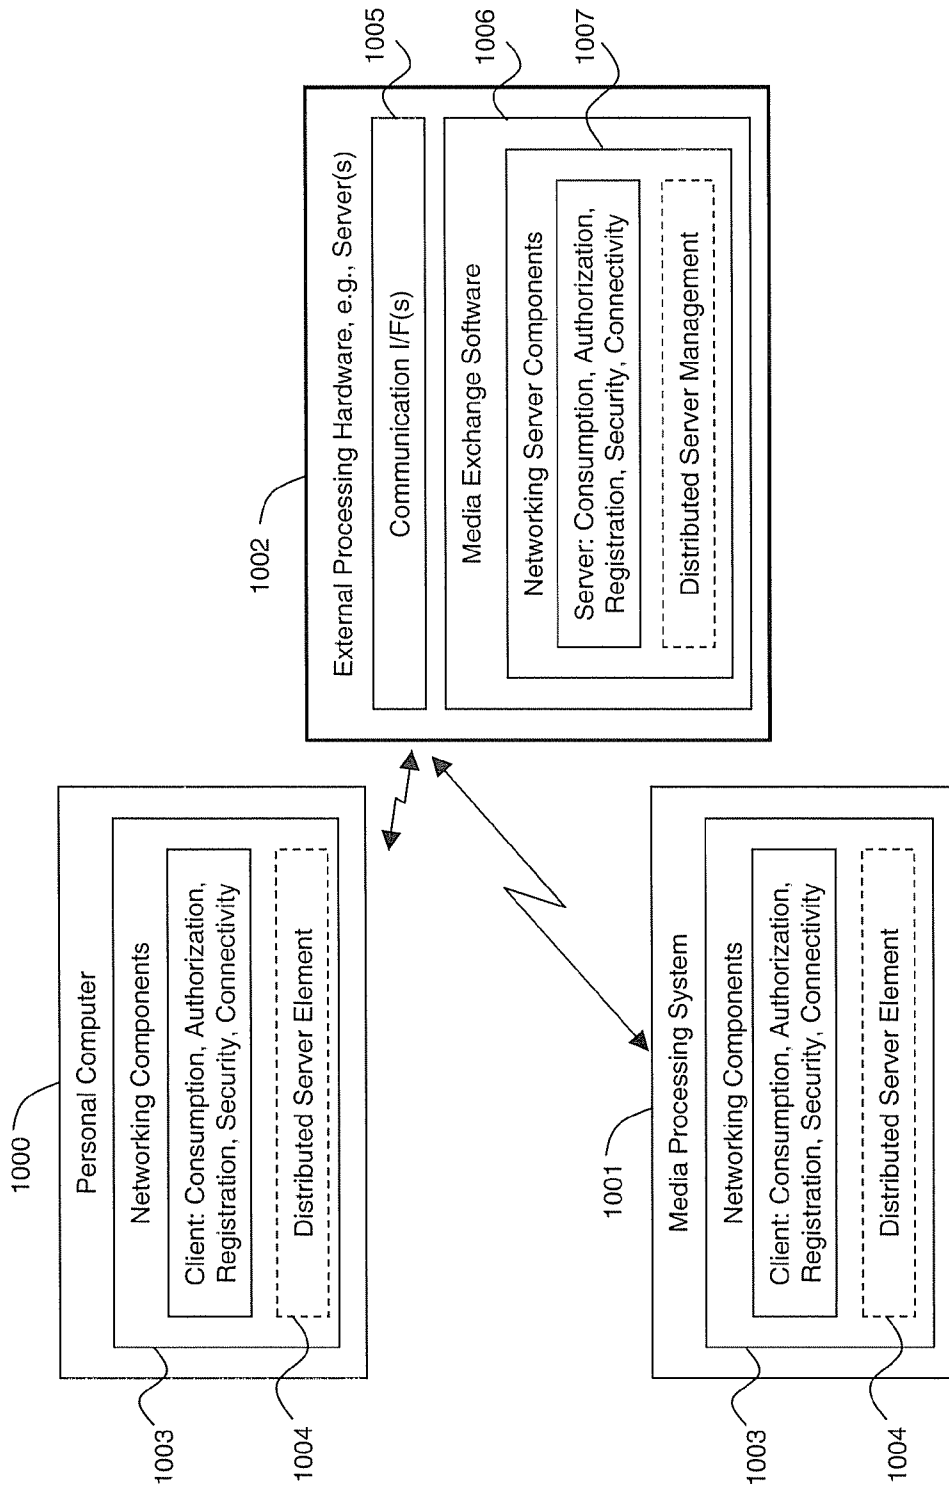 1000
Personal Computer
Networking Components
Client: Consumption, Authorization,
Registration, Security, Connectivity
Distributed Server Element
1003
1004
1002
External Processing Hardware, e.g., Server(s)
Communication I/F(s)
Media Exchange Software
Networking Server Components
Server: Consumption, Authorization,
Registration, Security, Connectivity
Distributed Server Management
1005
1006
1007
1001
Media Processing System
Networking Components
Client: Consumption, Authorization,
Registration, Security, Connectivity
Distributed Server Element
1003
1004